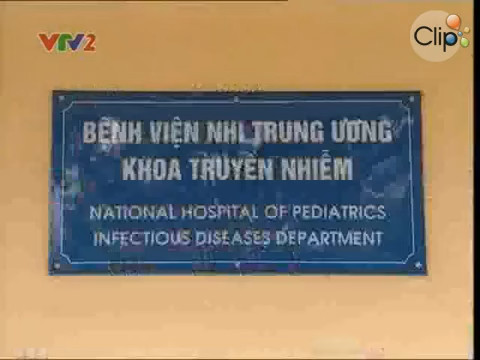 VTV2
Clip
BỆNH VIỆN NHI TRUNG ƯƠNG
KHOA TRUYỀN NHIỄM
NATIONAL HOSPITAL OF PEDIATRICS
INFECTIOUS DISEASES DEPARTMENT